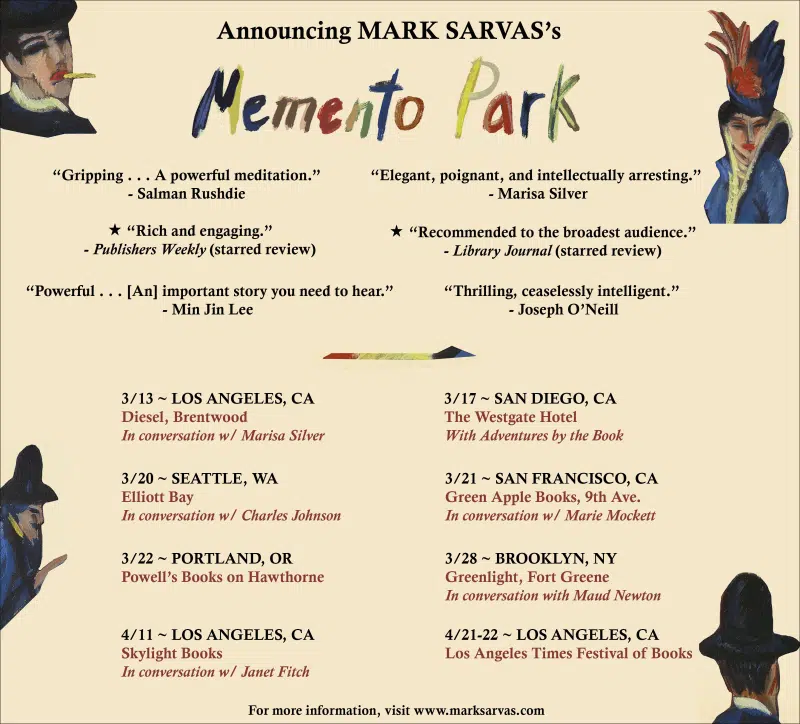 Announcing MARK SARVAS’s
Memento Park
“Gripping . . . A powerful meditation.”
- Salman Rushdie
“Elegant, poignant, and intellectually arresting.”
- Marisa Silver
★ “Rich and engaging.”
- Publishers Weekly (starred review)
★ “Recommended to the broadest audience.”
- Library Journal (starred review)
“Powerful . . . [An] important story you need to hear.”
- Min Jin Lee
“Thrilling, ceaselessly intelligent.”
- Joseph O’Neill
3/13 ~ LOS ANGELES, CA
Diesel, Brentwood
In conversation w/ Marisa Silver
3/17 ~ SAN DIEGO, CA
The Westgate Hotel
With Adventures by the Book
3/20 ~ SEATTLE, WA
Elliott Bay
In conversation w/ Charles Johnson
3/21 ~ SAN FRANCISCO, CA
Green Apple Books, 9th Ave.
In conversation w/ Marie Mockett
3/22 ~ PORTLAND, OR
Powell’s Books on Hawthorne
3/28 ~ BROOKLYN, NY
Greenlight, Fort Greene
In conversation with Maud Newton
4/11 ~ LOS ANGELES, CA
Skylight Books
In conversation w/ Janet Fitch
4/21-22 ~ LOS ANGELES, CA
Los Angeles Times Festival of Books
For more information, visit www.marksarvas.com